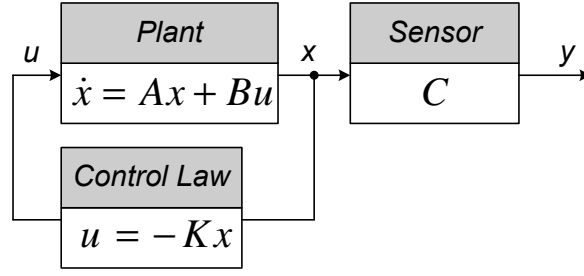 Plant
Sensor
u
x
y
ẋ = Ax + Bu
C
Control Law
u = −Kx